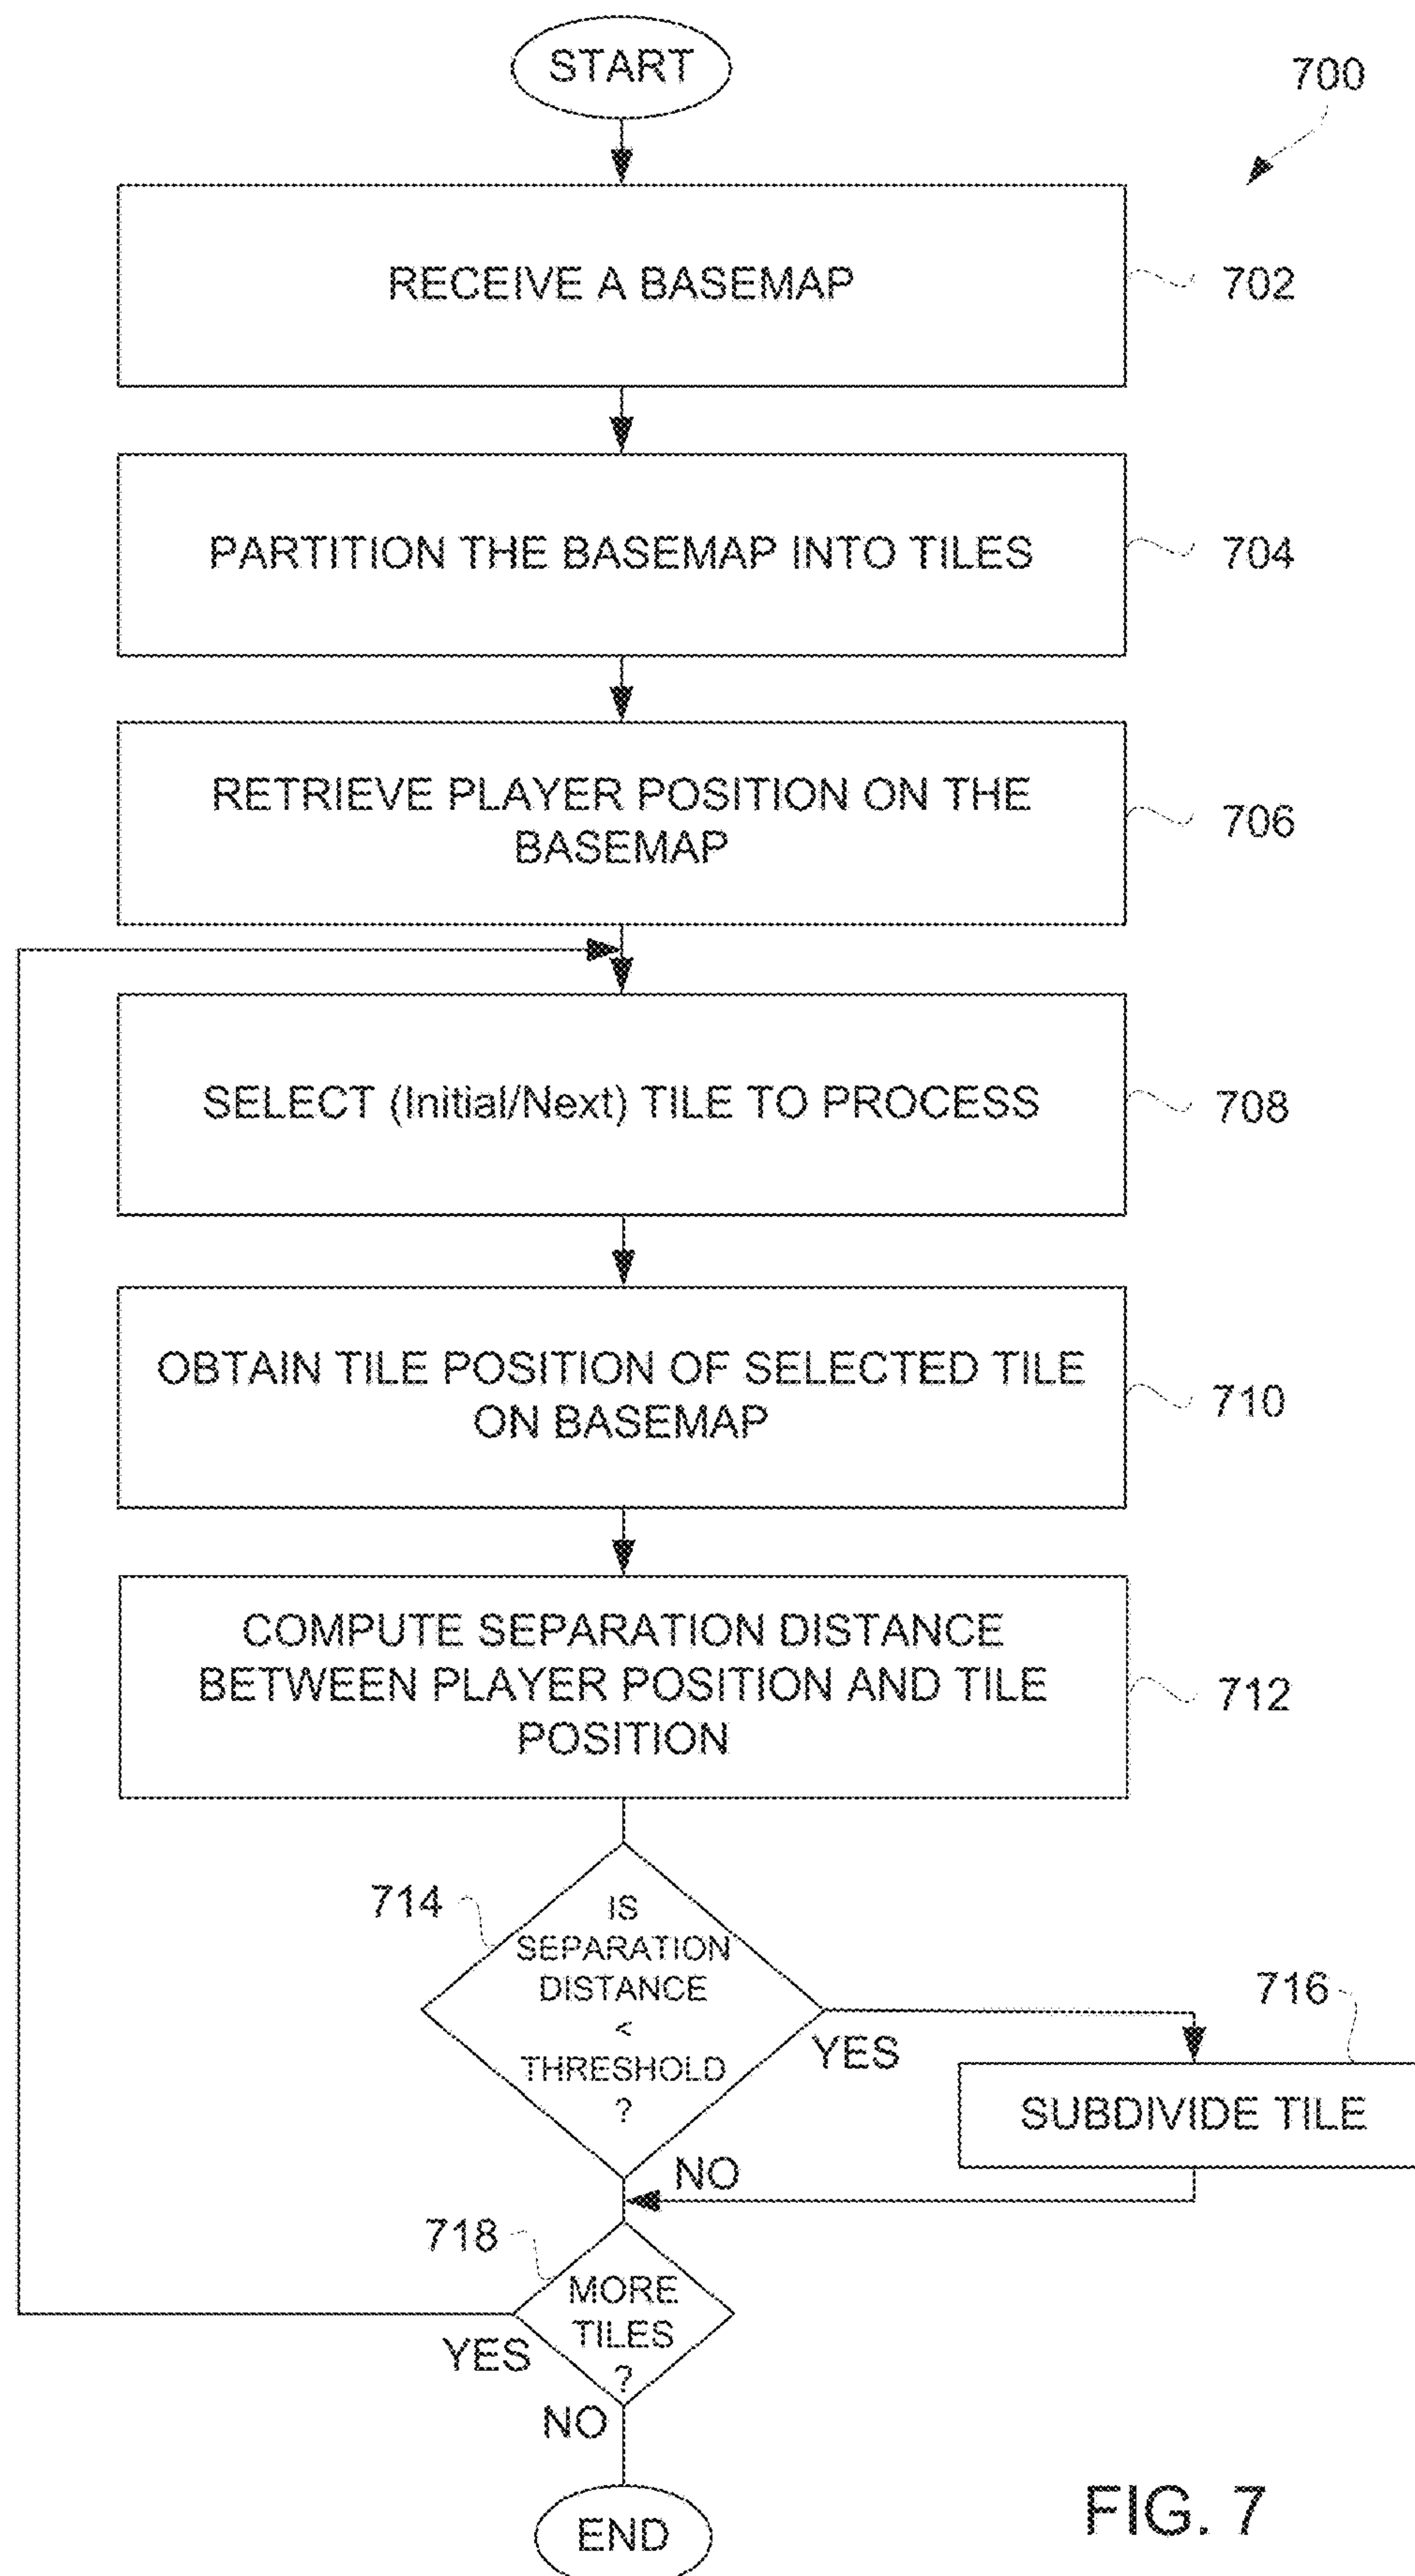 START
700
RECEIVE A BASEMAP
702
PARTITION THE BASEMAP INTO TILES
704
RETRIEVE PLAYER POSITION ON THE
BASEMAP
706
SELECT (Initial/Next) TILE TO PROCESS
708
OBTAIN TILE POSITION OF SELECTED TILE
ON BASEMAP
710
COMPUTE SEPARATION DISTANCE
BETWEEN PLAYER POSITION AND TILE
POSITION
712
714
IS
SEPARATION
DISTANCE
<
THRESHOLD
?
YES
716
SUBDIVIDE TILE
NO
718
MORE
TILES
?
YES
NO
END
FIG. 7